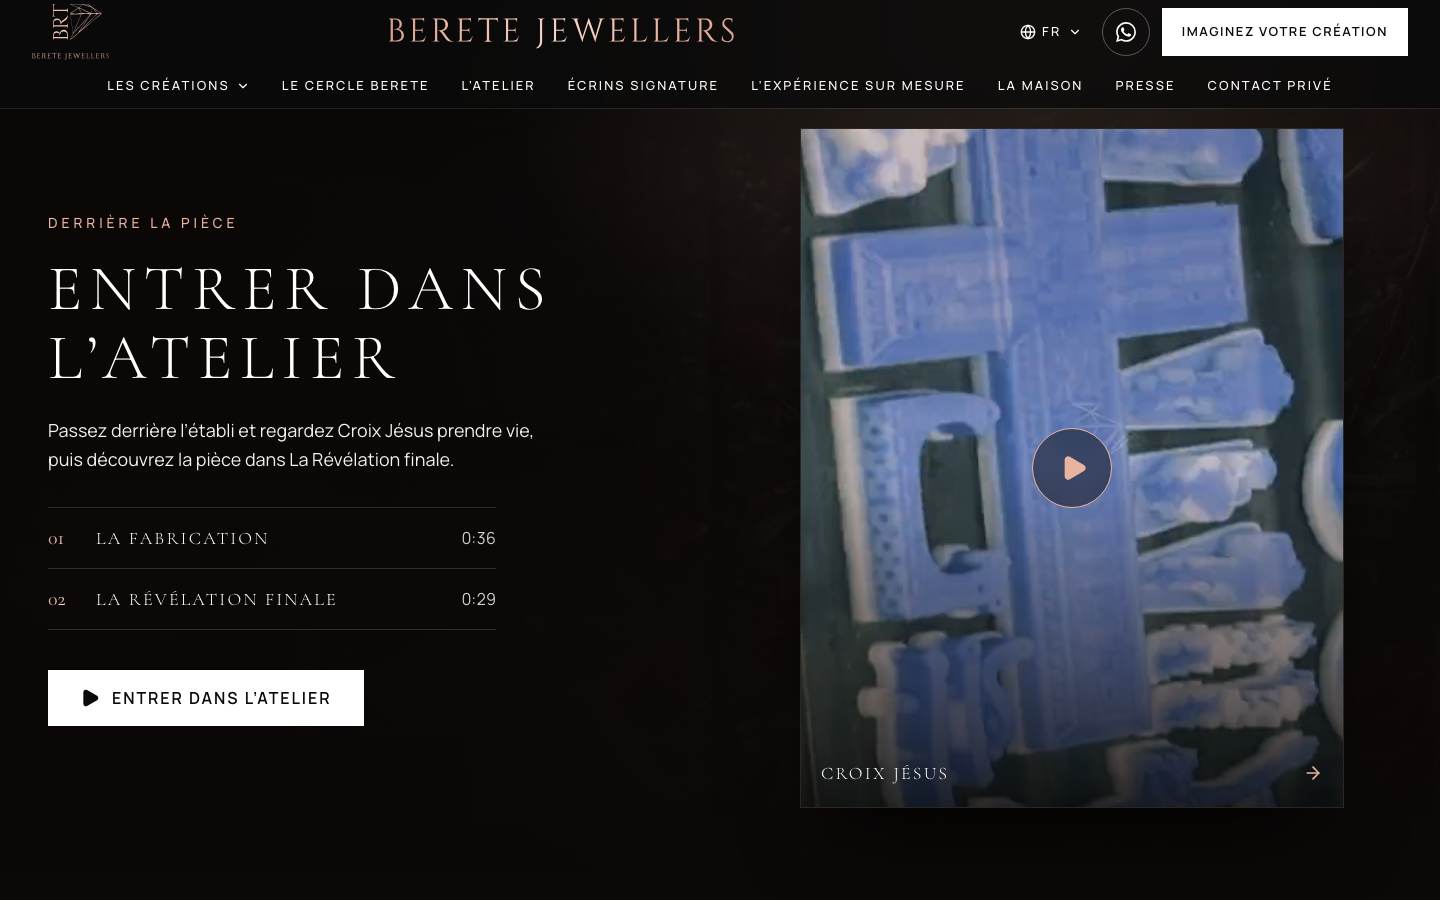 BRT
BERETE JEWELLERS
BERETE JEWELLERS
FR
IMAGINEZ VOTRE CRÉATION
LES CRÉATIONS
LE CERCLE BERETE
L'ATELIER
ÉCRINS SIGNATURE
L'EXPÉRIENCE SUR MESURE
LA MAISON
PRESSE
CONTACT PRIVÉ
DERRIÈRE LA PIÈCE
ENTRER DANS
L’ATELIER
Passez derrière l’établi et regardez Croix Jésus prendre vie,
puis découvrez la pièce dans La Révélation finale.
01 LA FABRICATION 0:36
02 LA RÉVÉLATION FINALE 0:29
ENTRER DANS L’ATELIER
CROIX JÉSUS